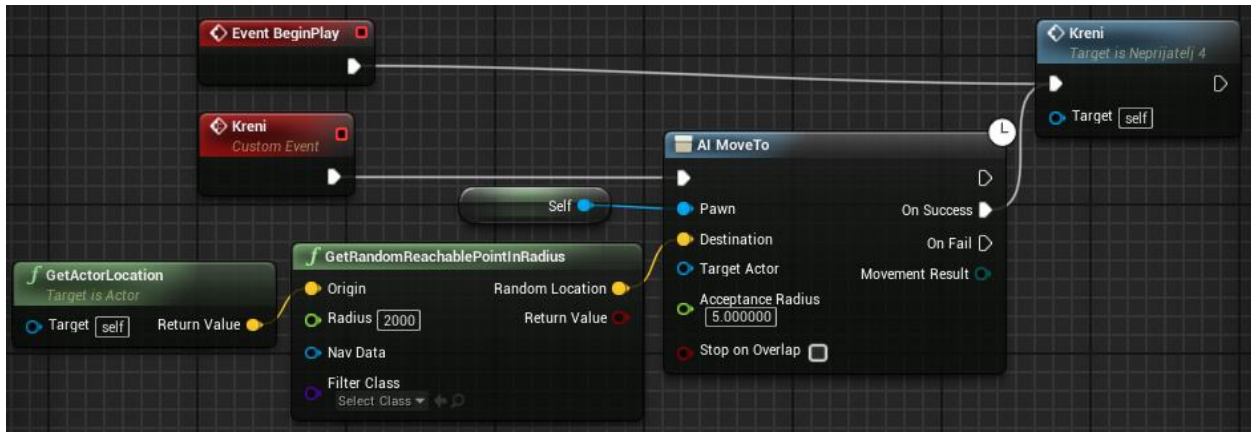 Event BeginPlay
Kreni
Custom Event
Kreni
Target is Neprijatelj 4
Target self
Self
AI MoveTo
Pawn
On Success
Destination
On Fail
Target Actor
Movement Result
Acceptance Radius
5.000000
Stop on Overlap
GetActorLocation
Target is Actor
Target self
Return Value
GetRandomReachablePointInRadius
Origin
Random Location
Radius 2000
Return Value
Nav Data
Filter Class
Select Class